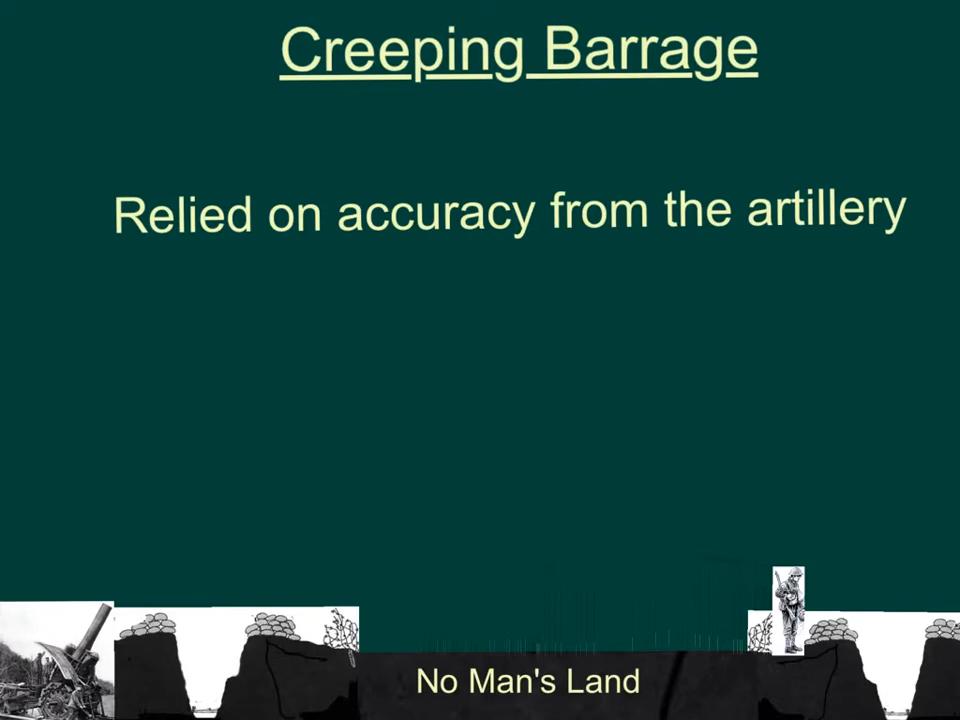 Creeping Barrage
Relied on accuracy from the artillery
No Man's Land